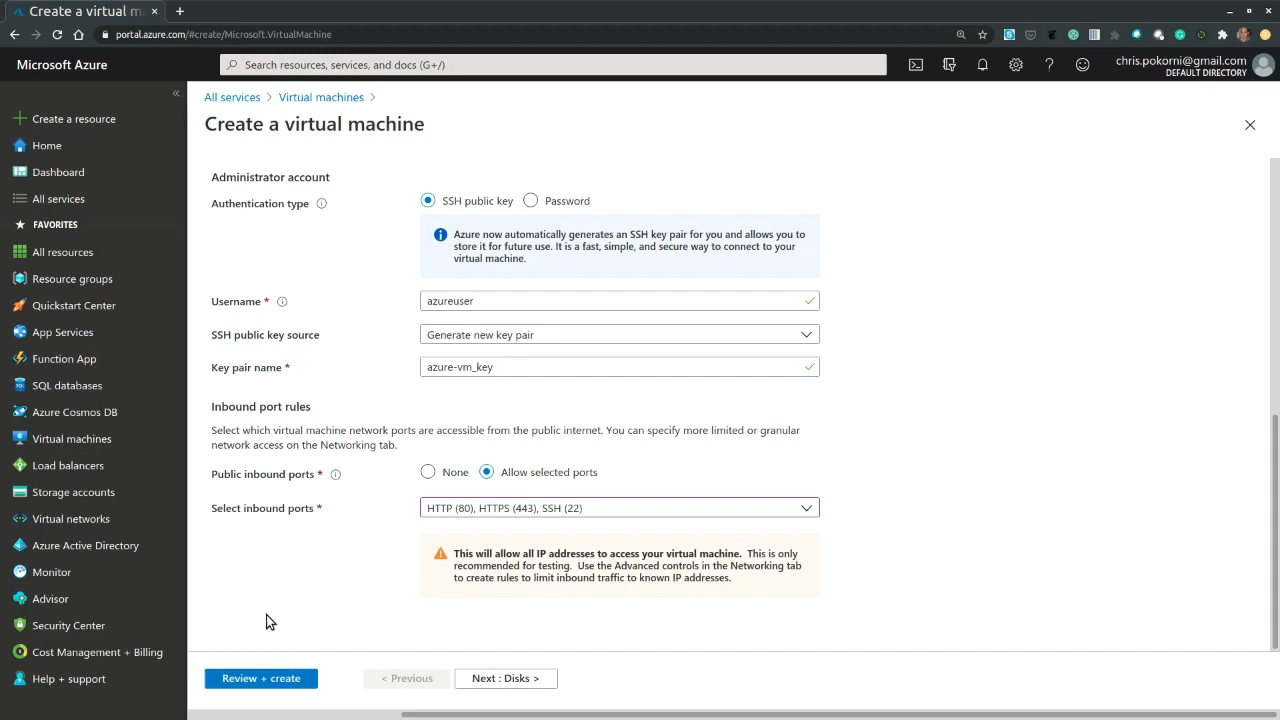 Create a virtual m
portal.azure.com/#create/Microsoft.VirtualMachine
Microsoft Azure
Search resources, services, and docs (G+/)
chris.pokorni@gmail.com
DEFAULT DIRECTORY
All services > Virtual machines >
Create a virtual machine
Create a resource
Home
Dashboard
All services
FAVORITES
All resources
Resource groups
Quickstart Center
App Services
Function App
SQL databases
Azure Cosmos DB
Virtual machines
Load balancers
Storage accounts
Virtual networks
Azure Active Directory
Monitor
Advisor
Security Center
Cost Management + Billing
Help + support
Administrator account
Authentication type
SSH public key
Password
Azure now automatically generates an SSH key pair for you and allows you to
store it for future use. It is a fast, simple, and secure way to connect to your
virtual machine.
Username *
azureuser
SSH public key source
Generate new key pair
Key pair name *
azure-vm_key
Inbound port rules
Select which virtual machine network ports are accessible from the public internet. You can specify more limited or granular
network access on the Networking tab.
Public inbound ports *
None
Allow selected ports
Select inbound ports *
HTTP (80), HTTPS (443), SSH (22)
This will allow all IP addresses to access your virtual machine. This is only
recommended for testing. Use the Advanced controls in the Networking tab
to create rules to limit inbound traffic to known IP addresses.
Review + create
< Previous
Next : Disks >